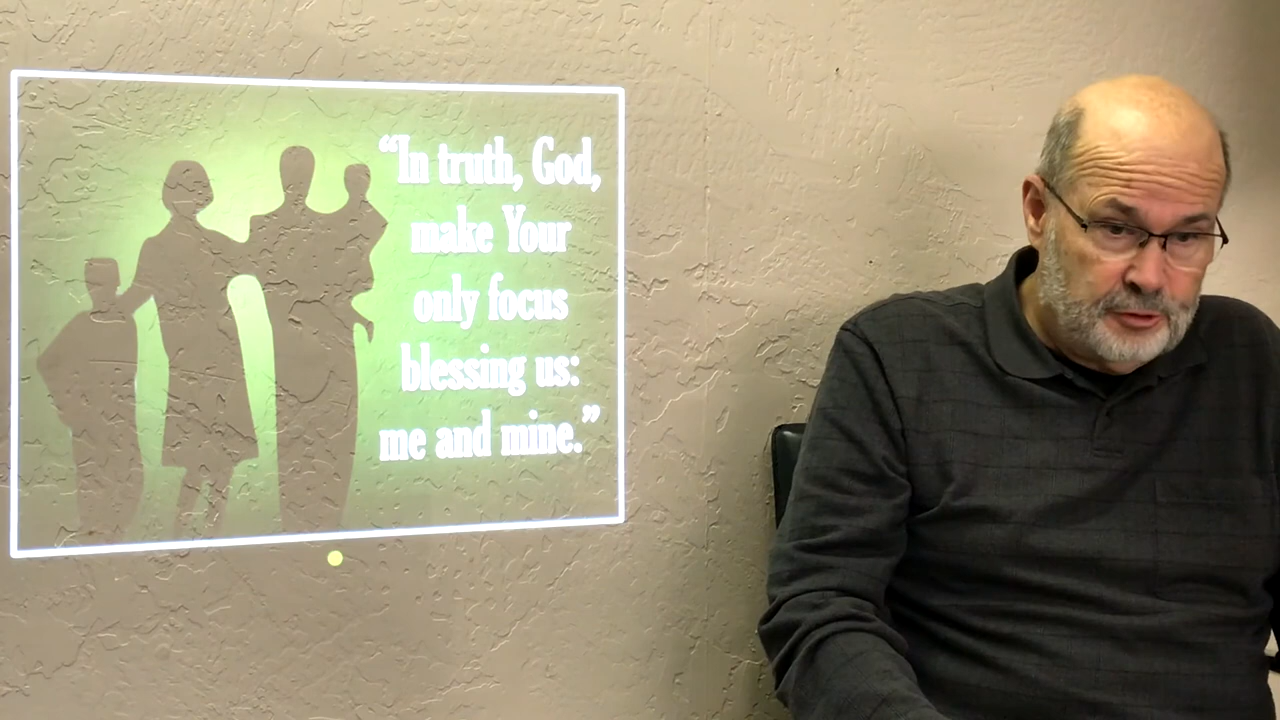 “In truth, God,
make Your
only focus
blessing us:
me and mine.”